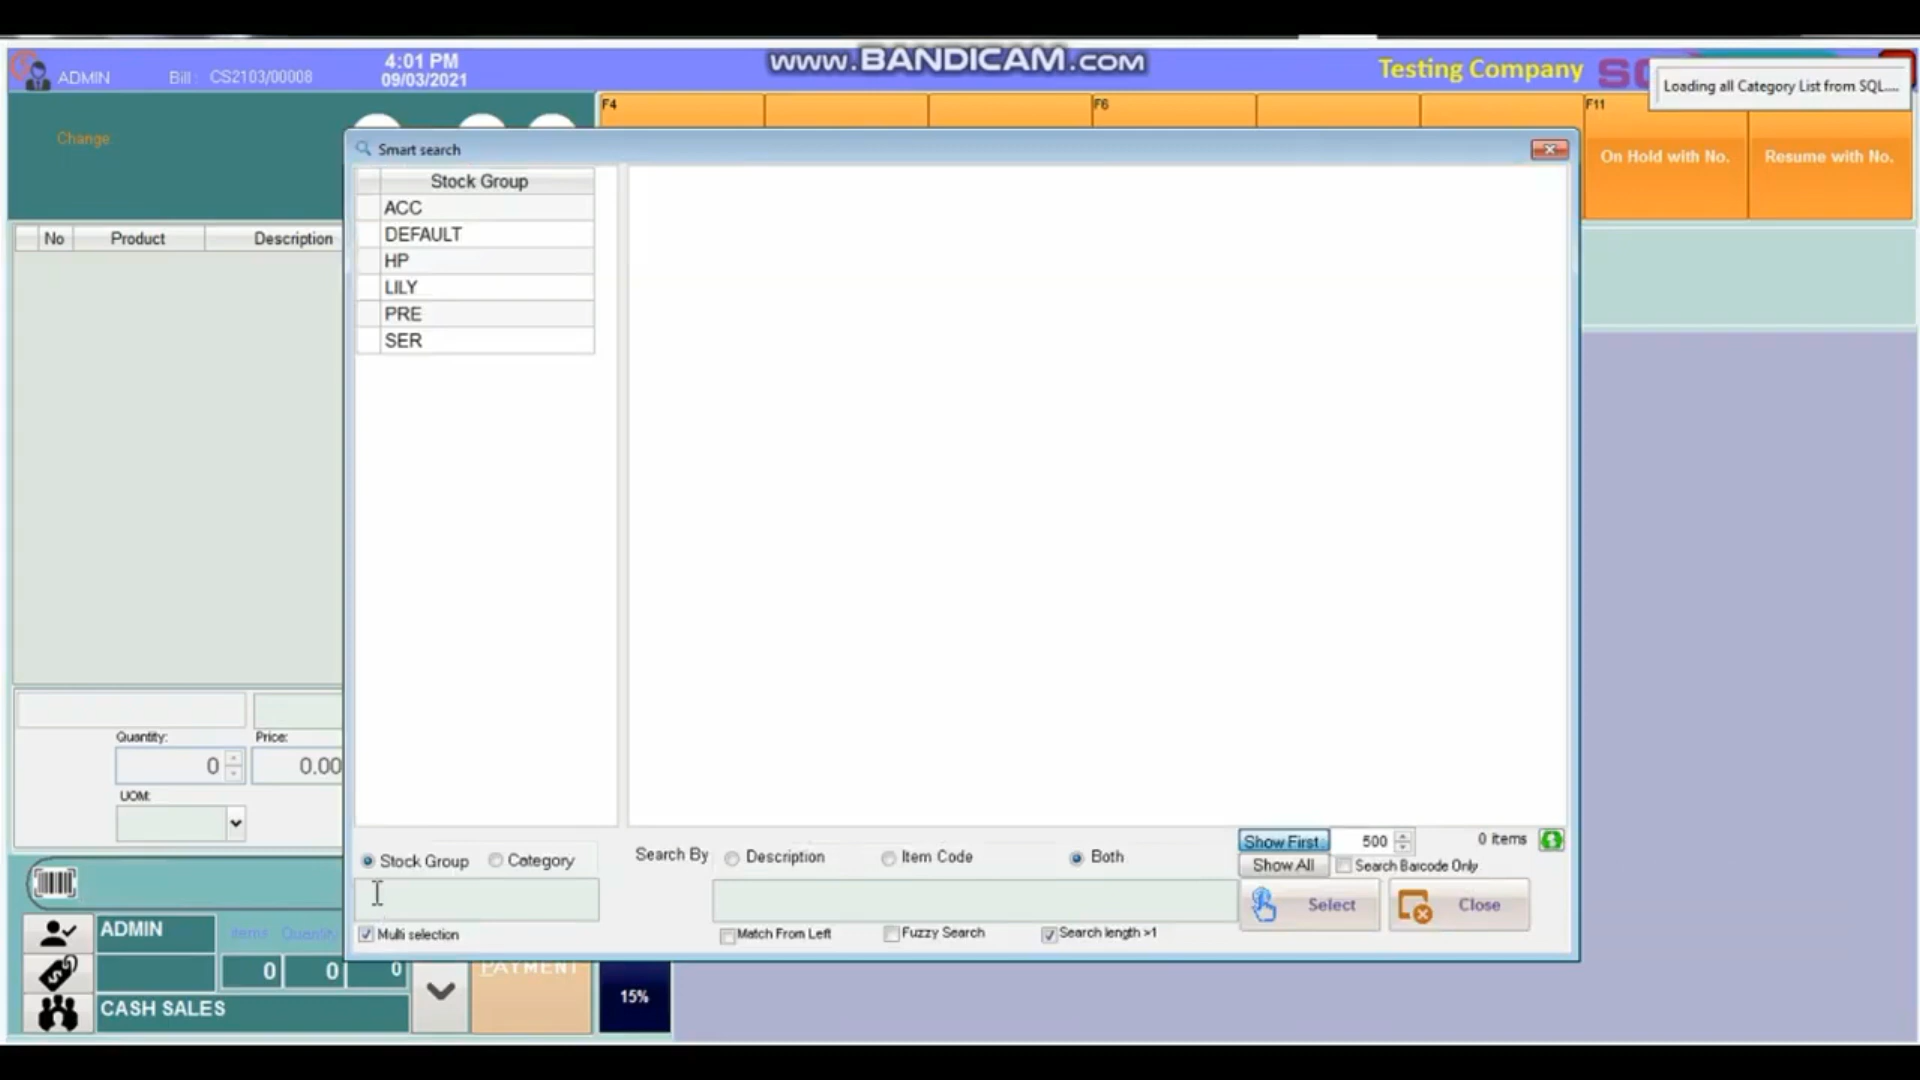 www.BANDICAM.com
ADMIN
Bill : CS2103/00008
4:01 PM
09/03/2021
Testing Company
Loading all Category List from SQL....
Change
F4
F6
F11
On Hold with No.
Resume with No.
Smart search
Stock Group
ACC
DEFAULT
HP
LILY
PRE
SER
No
Product
Description
Quantity:
Price:
0
0.00
UOM:
Stock Group
Category
Search By
Description
Item Code
Both
Show First:
500
0 items
Show All
Search Barcode Only
Select
Close
Multi selection
Match From Left
Fuzzy Search
Search length >1
ADMIN
Items
Quantity
0
0
0
PAYMENT
15%
CASH SALES